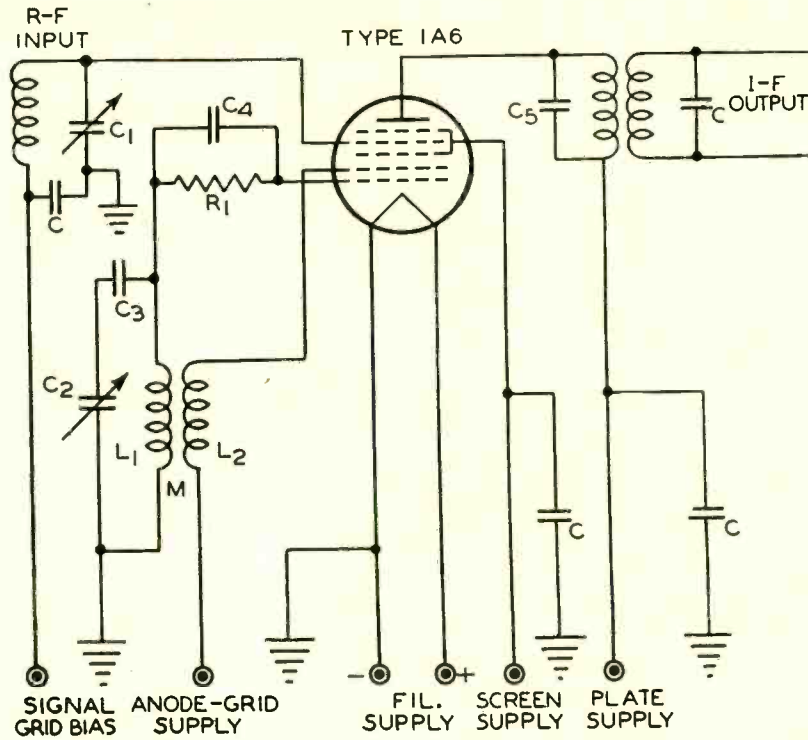 R-F
INPUT
TYPE 1A6
C4
C1
R1
C
C3
C2
L1
L2
M
C5
C
I-F
OUTPUT
C
C
-
+
SIGNAL
GRID BIAS
ANODE-GRID
SUPPLY
FIL.
SUPPLY
SCREEN
SUPPLY
PLATE
SUPPLY